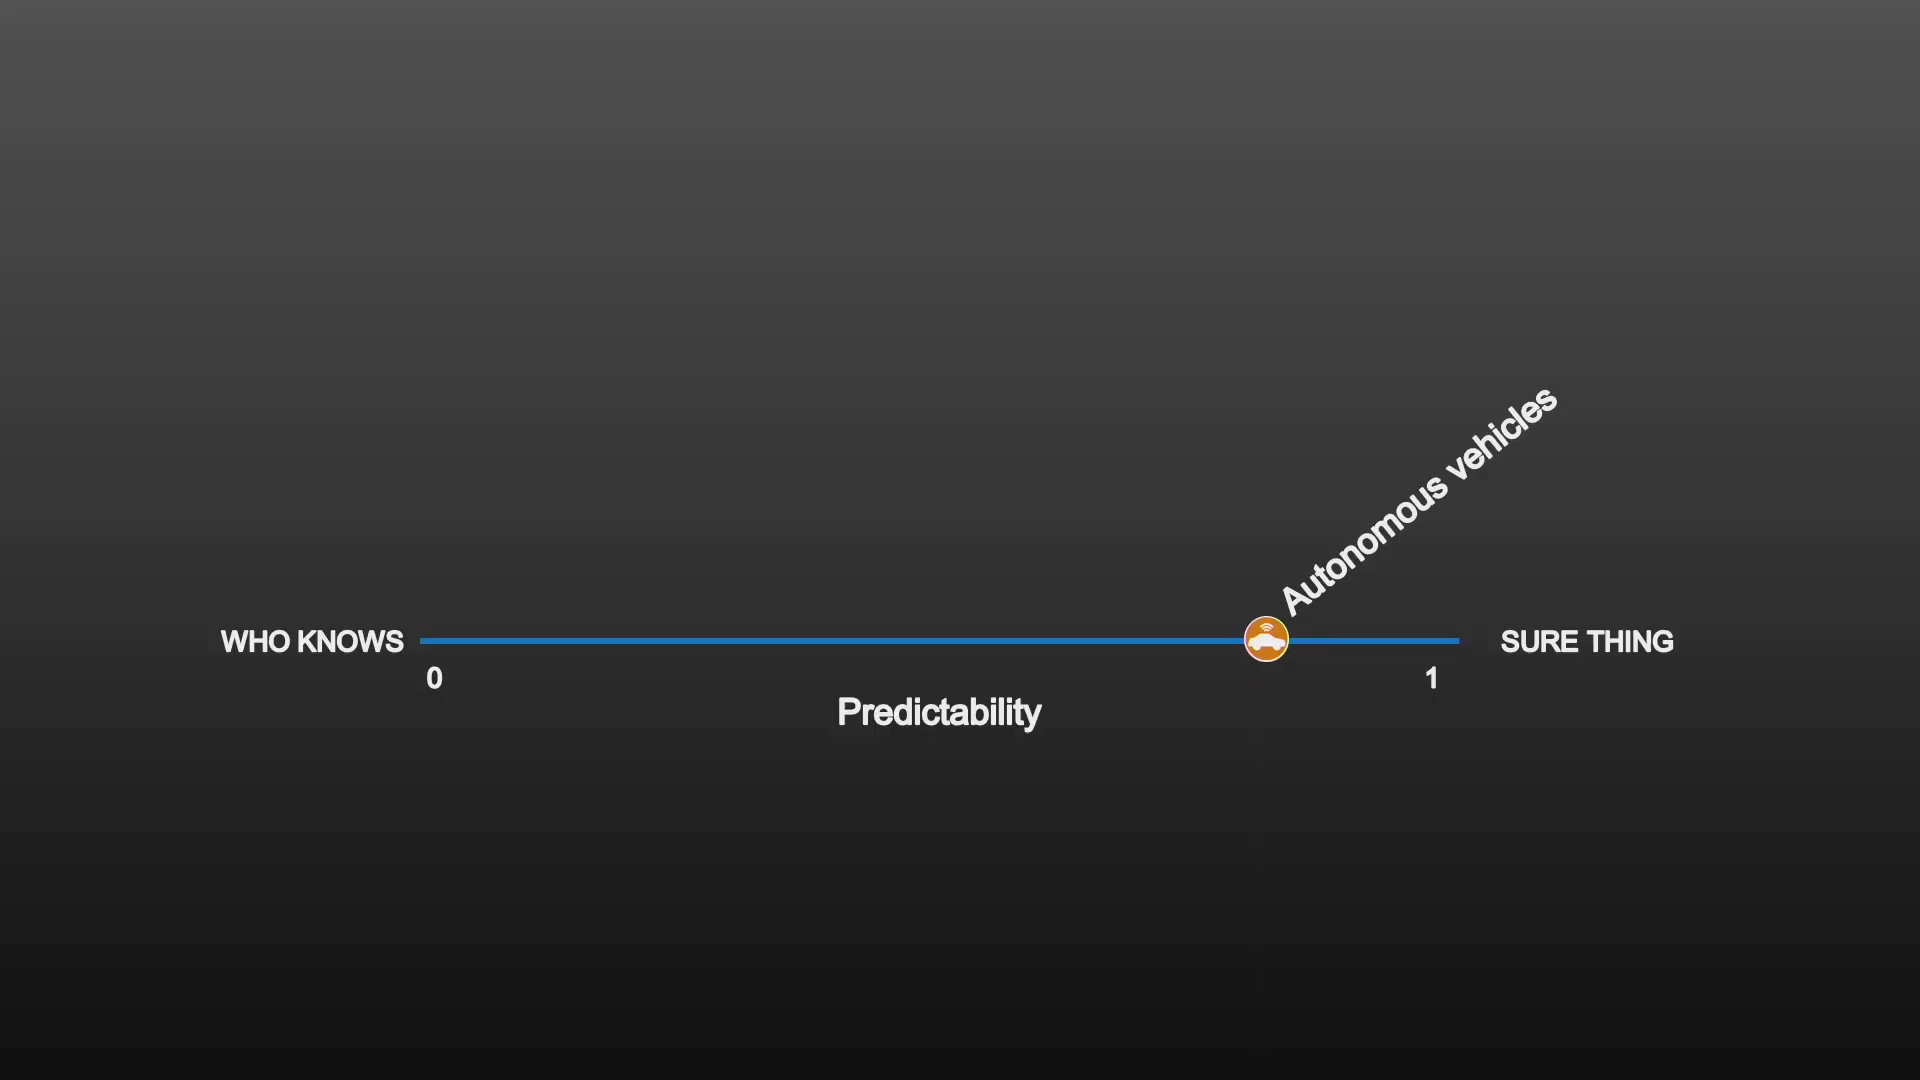 Autonomous vehicles
WHO KNOWS
SURE THING
0
1
Predictability